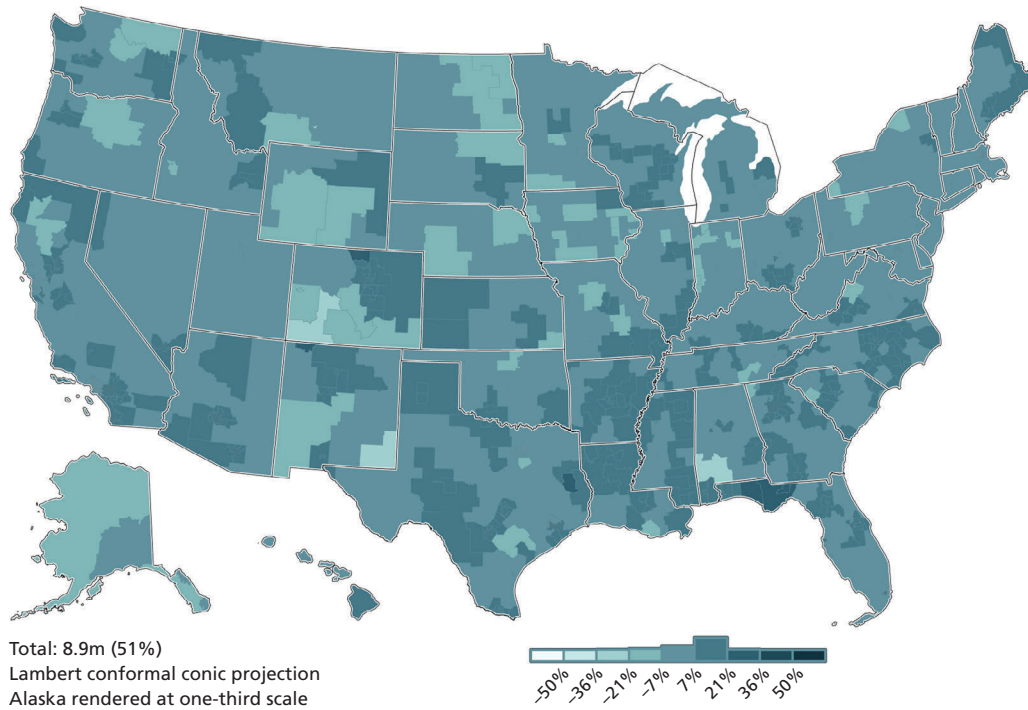 Total: 8.9m (51%)
Lambert conformal conic projection
Alaska rendered at one-third scale
–50% –36% –21% –7% 7% 21% 36% 50%